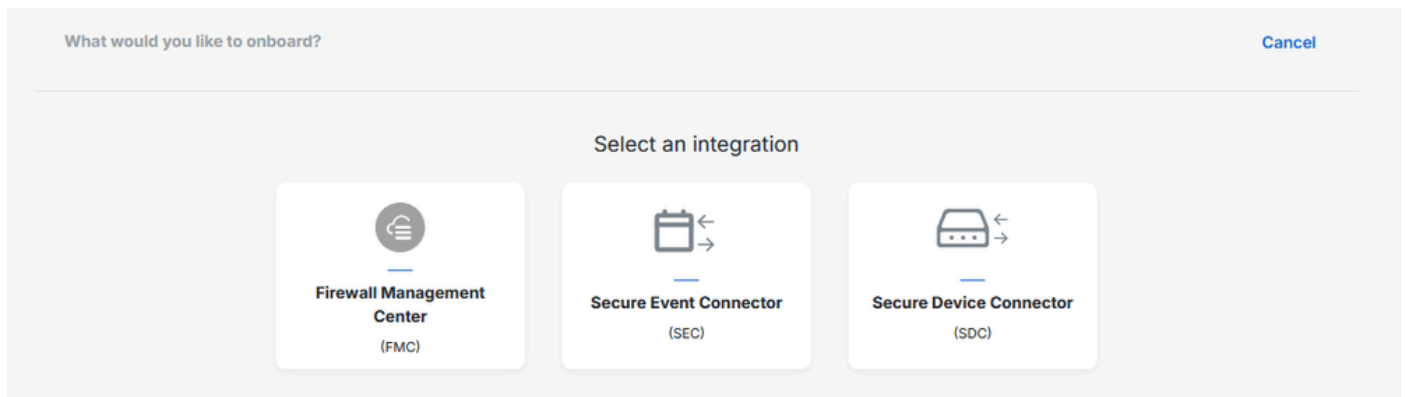 What would you like to onboard?
Cancel
Select an integration
Firewall Management
Center
(FMC)
Secure Event Connector
(SEC)
Secure Device Connector
(SDC)